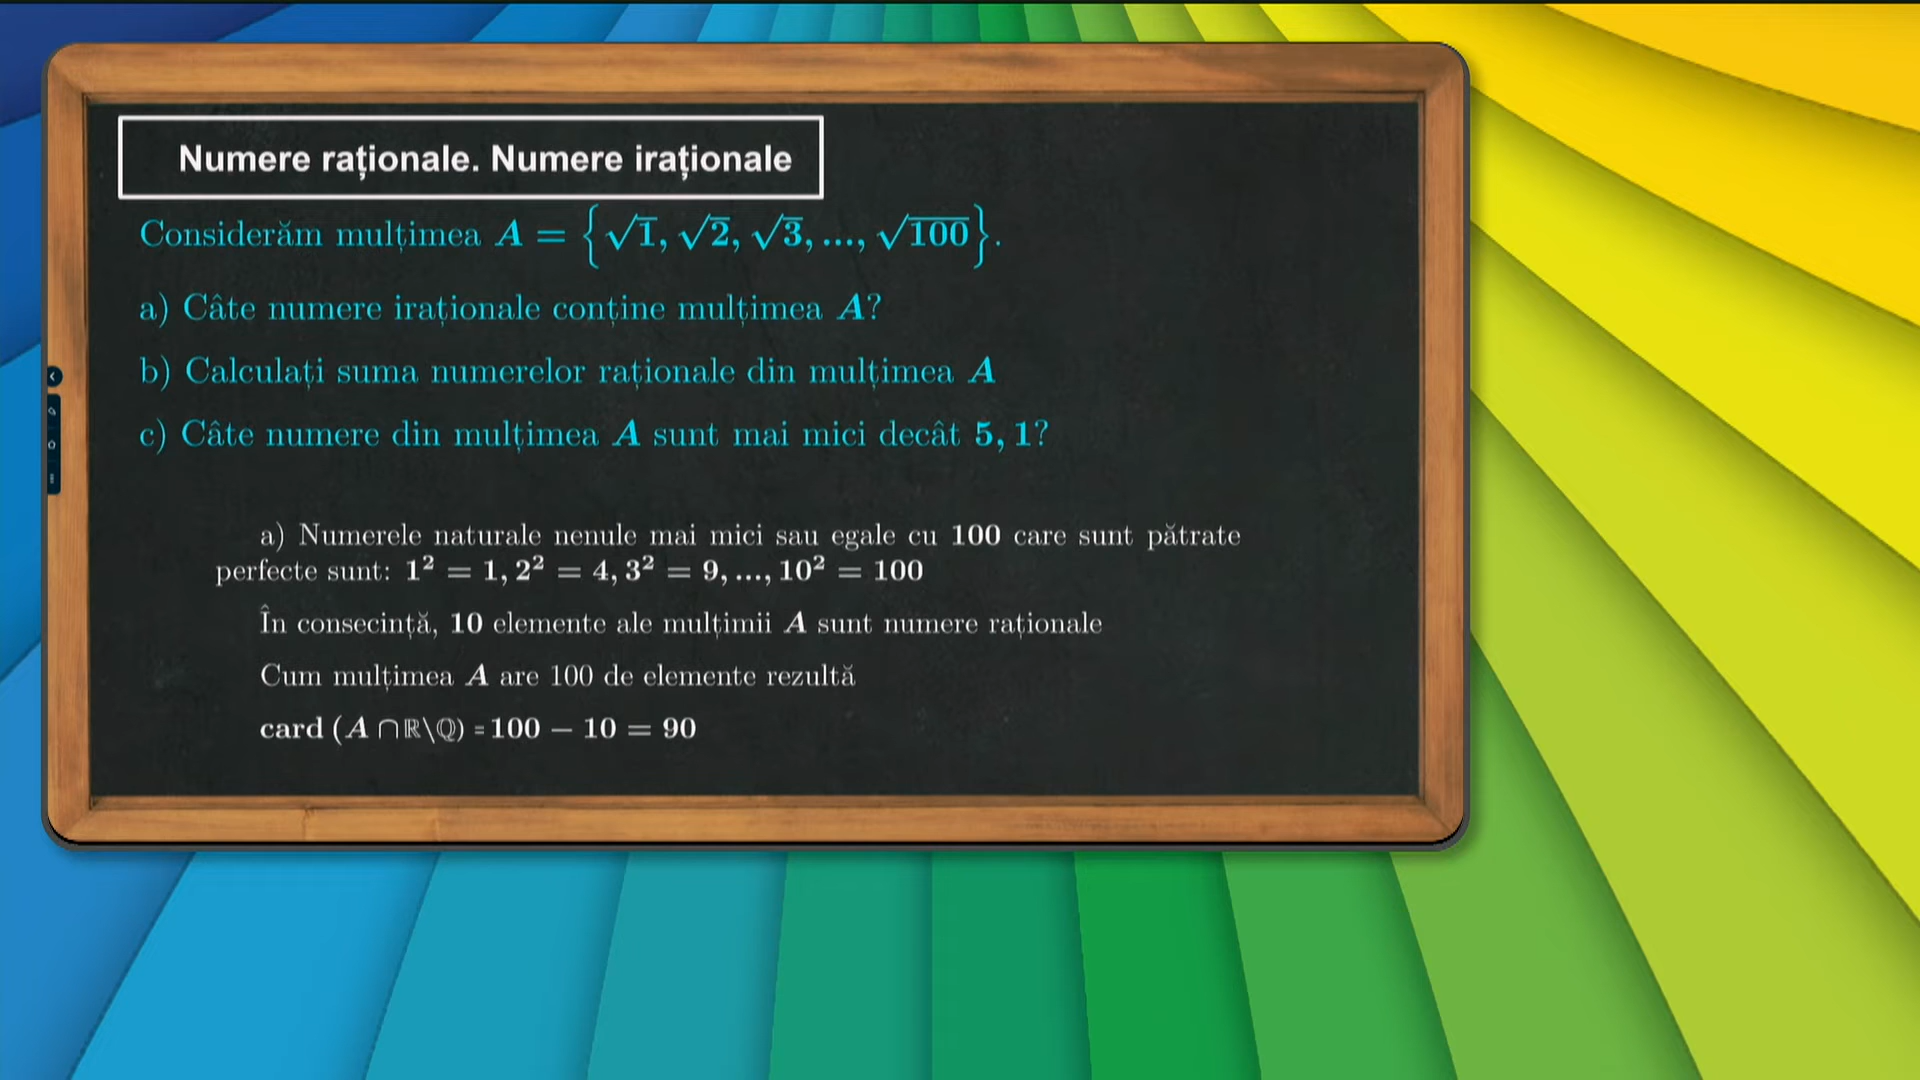 Numere raționale. Numere iraționale
Considerăm mulțimea A = {√1, √2, √3, ..., √100}.
a) Câte numere iraționale conține mulțimea A?
b) Calculați suma numerelor raționale din mulțimea A
c) Câte numere din mulțimea A sunt mai mici decât 5, 1?
a) Numerele naturale nenule mai mici sau egale cu 100 care sunt pătrate
perfecte sunt: 1² = 1, 2² = 4, 3² = 9, ..., 10² = 100
În consecință, 10 elemente ale mulțimii A sunt numere raționale
Cum mulțimea A are 100 de elemente rezultă
card (A ∩ ℝ\ℚ) = 100 − 10 = 90